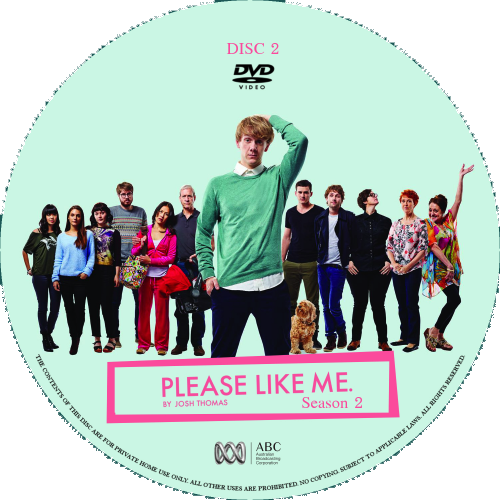 DISC 2
DVD
VIDEO
PLEASE LIKE ME.
BY JOSH THOMAS
Season 2
ABC
Australian
Broadcasting
Corporation
THE CONTENTS OF THIS DISC ARE FOR PRIVATE HOME USE ONLY. ALL OTHER USES ARE PROHIBITED. NO COPYING. SUBJECT TO APPLICABLE LAWS. ALL RIGHTS RESERVED.